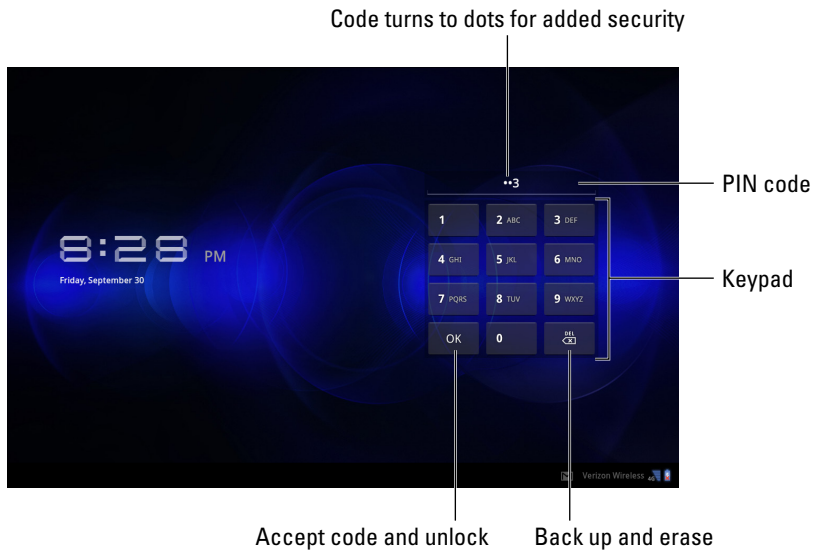 Code turns to dots for added security
••3
PIN code
1
2 ABC
3 DEF
8:28 PM
4 GHI
5 JKL
6 MNO
Friday, September 30
Keypad
7 PQRS
8 TUV
9 WXYZ
OK
0
DEL
Verizon Wireless
4G
Accept code and unlock
Back up and erase